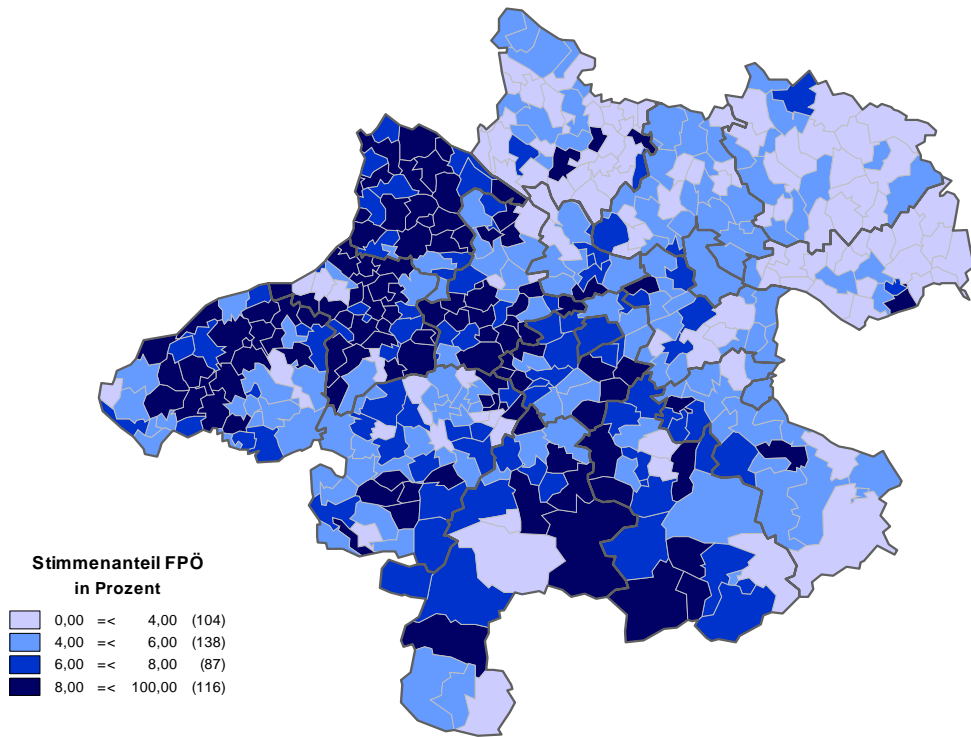 Stimmenanteil FPÖ
in Prozent
0,00 =< 4,00 (104)
4,00 =< 6,00 (138)
6,00 =< 8,00 (87)
8,00 =< 100,00 (116)